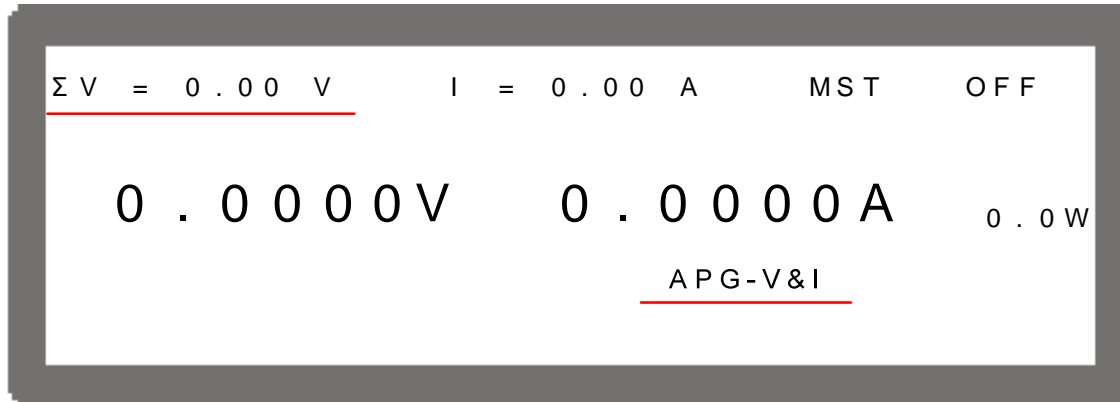 ΣV = 0.00 V I = 0.00 A MST OFF
0.0000V 0.0000A 0.0W
APG-V&I